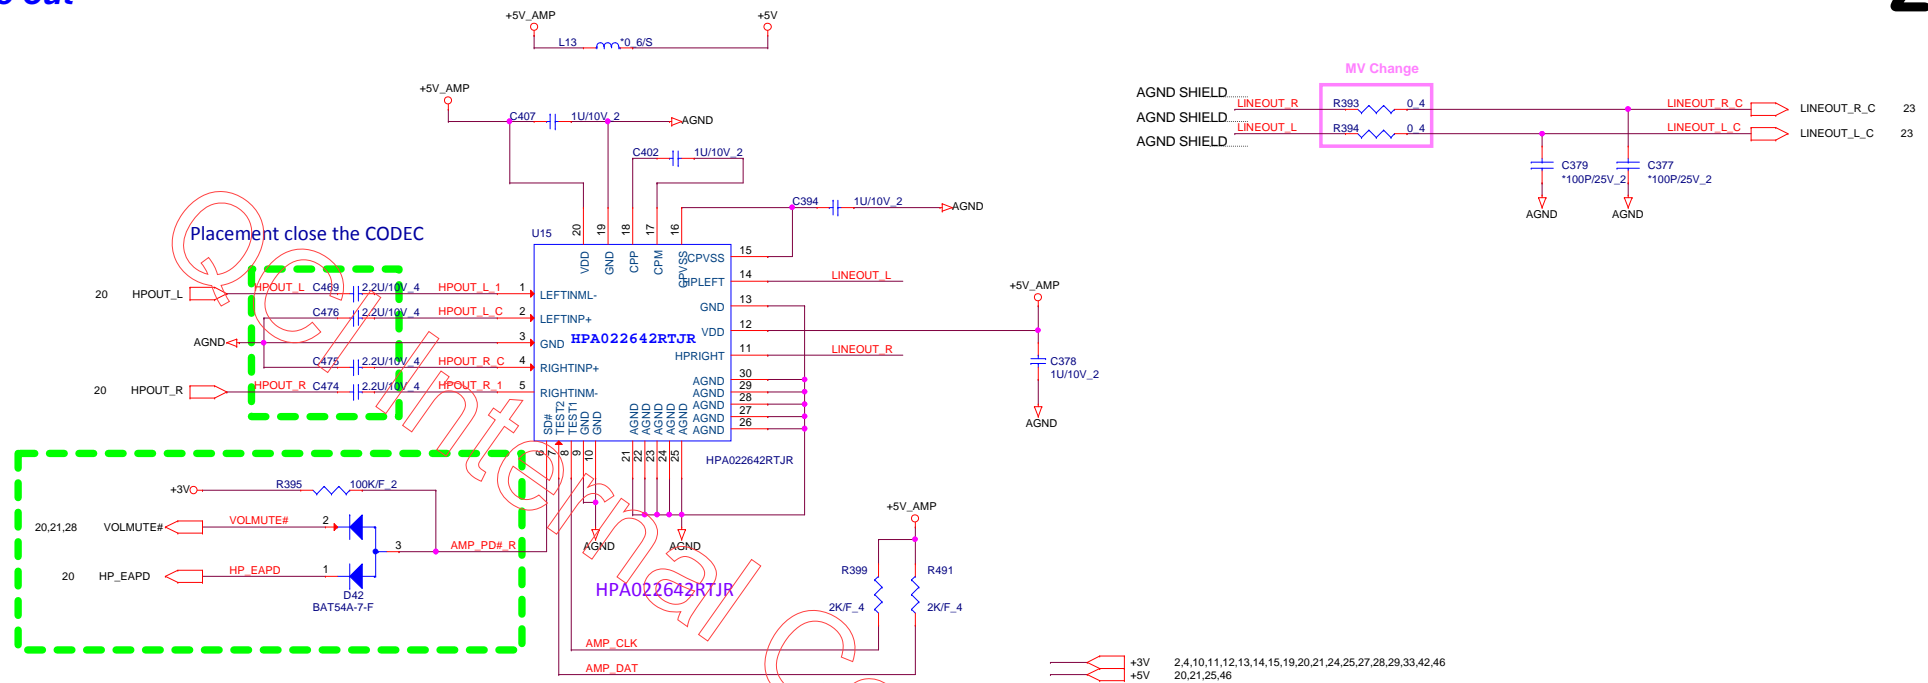 +5V_AMP +5V
L13 *0_6/S
+5V_AMP
C407 1U/10V_2 AGND
C402 1U/10V_2
C394 1U/10V_2 AGND
MV Change
AGND SHIELD
LINEOUT_R R393 0_4 LINEOUT_R_C LINEOUT_R_C 23
AGND SHIELD
LINEOUT_L R394 0_4 LINEOUT_L_C LINEOUT_L_C 23
AGND SHIELD
C379 *100P/25V_2 C377 *100P/25V_2
AGND AGND
Placement close the CODEC
U15
20 19 18 17 16
VDD GND CPP CPM CPVSS
CPVSS 15
HPLEFT 14 LINEOUT_L
GND 13
VDD 12
HPRIGHT 11 LINEOUT_R
AGND 30
AGND 29
AGND 28
AGND 27
AGND 26
20 HPOUT_L HPOUT_L C469 2.2U/10V_4 HPOUT_L_1 1 LEFTINML-
C476 2.2U/10V_4 HPOUT_L_C 2 LEFTINP+
AGND 3 GND
HPA022642RTJR
C475 2.2U/10V_4 HPOUT_R_C 4 RIGHTINP+
20 HPOUT_R HPOUT_R C474 2.2U/10V_4 HPOUT_R_1 5 RIGHTINM-
SD# TEST2 TEST1 GND GND AGND AGND AGND AGND AGND
6 7 8 9 10 21 22 23 24 25
HPA022642RTJR
+5V_AMP
C378
1U/10V_2
AGND
+3V R395 100K/F_2
20,21,28 VOLMUTE# VOLMUTE# 2
3 AMP_PD#_R
20 HP_EAPD HP_EAPD 1
D42
BAT54A-7-F
AGND AGND
HPA022642RTJR
+5V_AMP
R399 R491
2K/F_4 2K/F_4
AMP_CLK
AMP_DAT
+3V 2,4,10,11,12,13,14,15,19,20,21,24,25,27,28,29,33,42,46
+5V 20,21,25,46